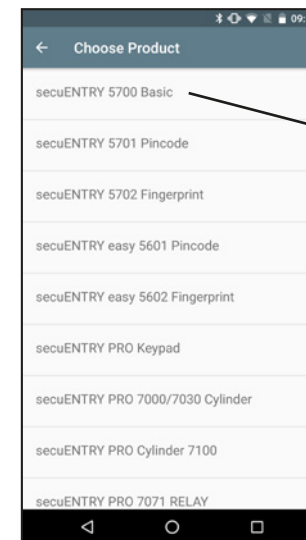 09:
Choose Product
secuENTRY 5700 Basic
secuENTRY 5701 Pincode
secuENTRY 5702 Fingerprint
secuENTRY easy 5601 Pincode
secuENTRY easy 5602 Fingerprint
secuENTRY PRO Keypad
secuENTRY PRO 7000/7030 Cylinder
secuENTRY PRO Cylinder 7100
secuENTRY PRO 7071 RELAY